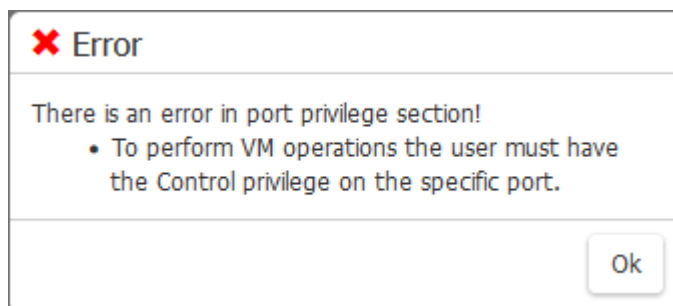 Error
There is an error in port privilege section!
• To perform VM operations the user must have
the Control privilege on the specific port.
Ok